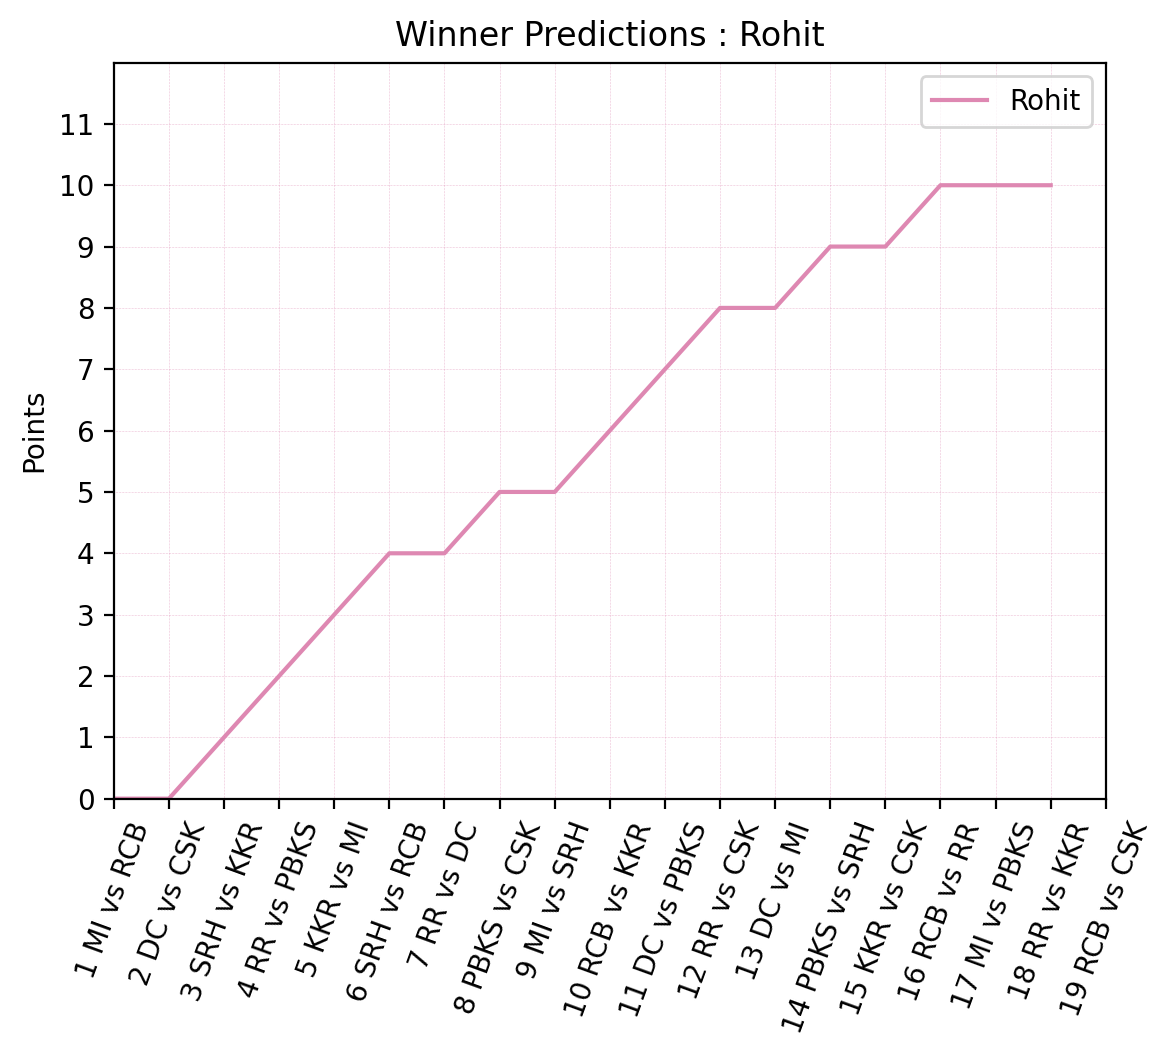 Winner Predictions : Rohit
Rohit
Points
11
10
9
8
7
6
5
4
3
2
1
0
1 MI vs RCB
2 DC vs CSK
3 SRH vs KKR
4 RR vs PBKS
5 KKR vs MI
6 SRH vs RCB
7 RR vs DC
8 PBKS vs CSK
9 MI vs SRH
10 RCB vs KKR
11 DC vs PBKS
12 RR vs CSK
13 DC vs MI
14 PBKS vs SRH
15 KKR vs CSK
16 RCB vs RR
17 MI vs PBKS
18 RR vs KKR
19 RCB vs CSK